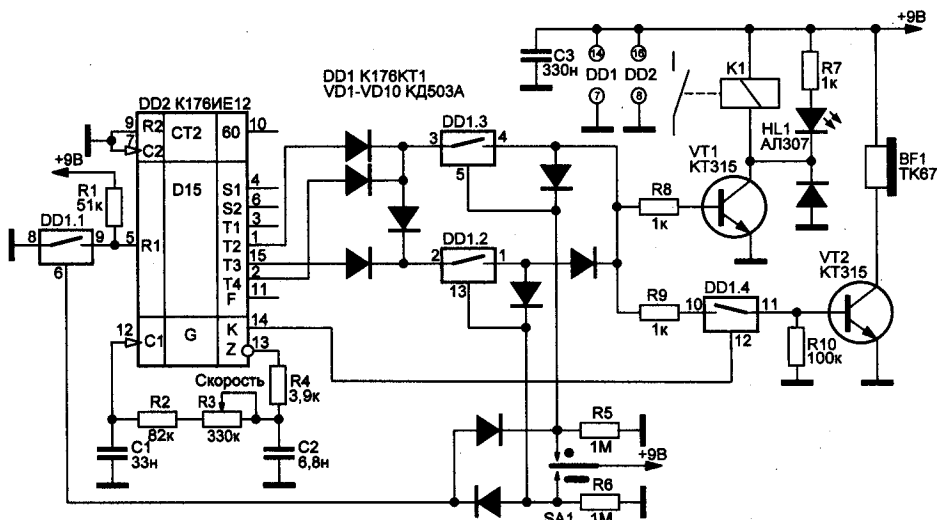 +9В
C3
330н
14
16
DD1
DD2
7
8
K1
R7
1к
HL1
АЛ307
DD1 К176КТ1
VD1-VD10 КД503А
DD2 К176ИЕ12
9
R2
CT2
60
10
7
C2
+9В
D15
S1
4
S2
6
T1
3
T2
1
T3
15
T4
2
F
11
R1
51к
DD1.1
8
9
5
R1
6
DD1.3
3
4
5
DD1.2
2
1
13
VT1
КТ315
R8
1к
BF1
ТК67
VT2
КТ315
R9
1к
DD1.4
10
11
12
R10
100к
12
C1
G
K
14
Z
13
Скорость
R4
3,9к
R2
82к
R3
330к
C1
33н
C2
6,8н
R5
1М
+9В
R6
1М
SA1